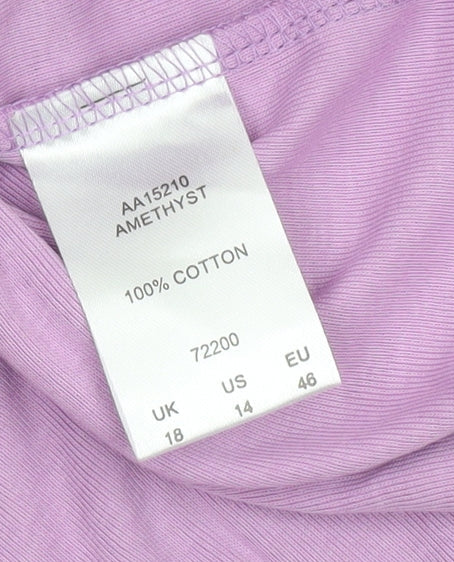 AA15210
AMETHYST
100% COTTON
72200
UK US EU
18 14 46